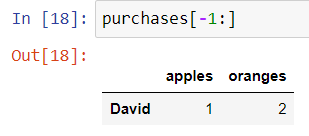 In [18]: purchases[-1:]
Out[18]:
apples oranges
David 1 2